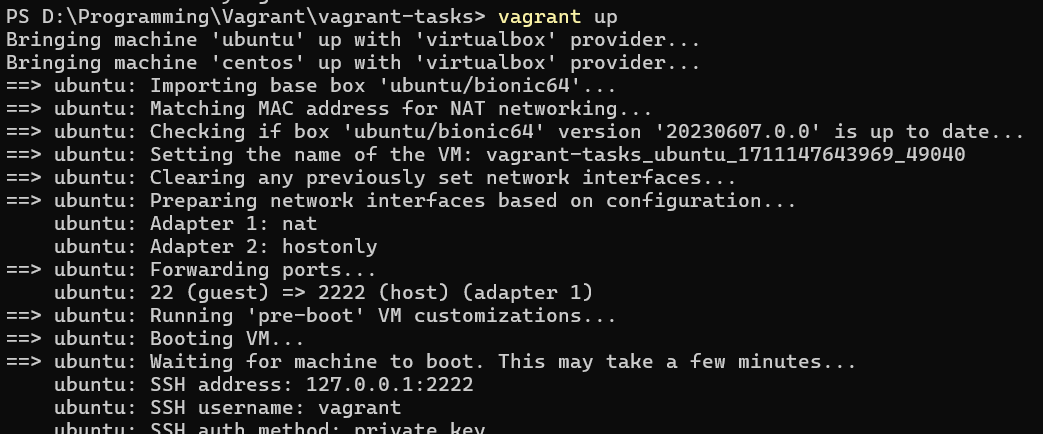 PS D:\Programming\Vagrant\vagrant-tasks> vagrant up
Bringing machine 'ubuntu' up with 'virtualbox' provider...
Bringing machine 'centos' up with 'virtualbox' provider...
==> ubuntu: Importing base box 'ubuntu/bionic64'...
==> ubuntu: Matching MAC address for NAT networking...
==> ubuntu: Checking if box 'ubuntu/bionic64' version '20230607.0.0' is up to date...
==> ubuntu: Setting the name of the VM: vagrant-tasks_ubuntu_1711147643969_49040
==> ubuntu: Clearing any previously set network interfaces...
==> ubuntu: Preparing network interfaces based on configuration...
    ubuntu: Adapter 1: nat
    ubuntu: Adapter 2: hostonly
==> ubuntu: Forwarding ports...
    ubuntu: 22 (guest) => 2222 (host) (adapter 1)
==> ubuntu: Running 'pre-boot' VM customizations...
==> ubuntu: Booting VM...
==> ubuntu: Waiting for machine to boot. This may take a few minutes...
    ubuntu: SSH address: 127.0.0.1:2222
    ubuntu: SSH username: vagrant
    ubuntu: SSH auth method: private key